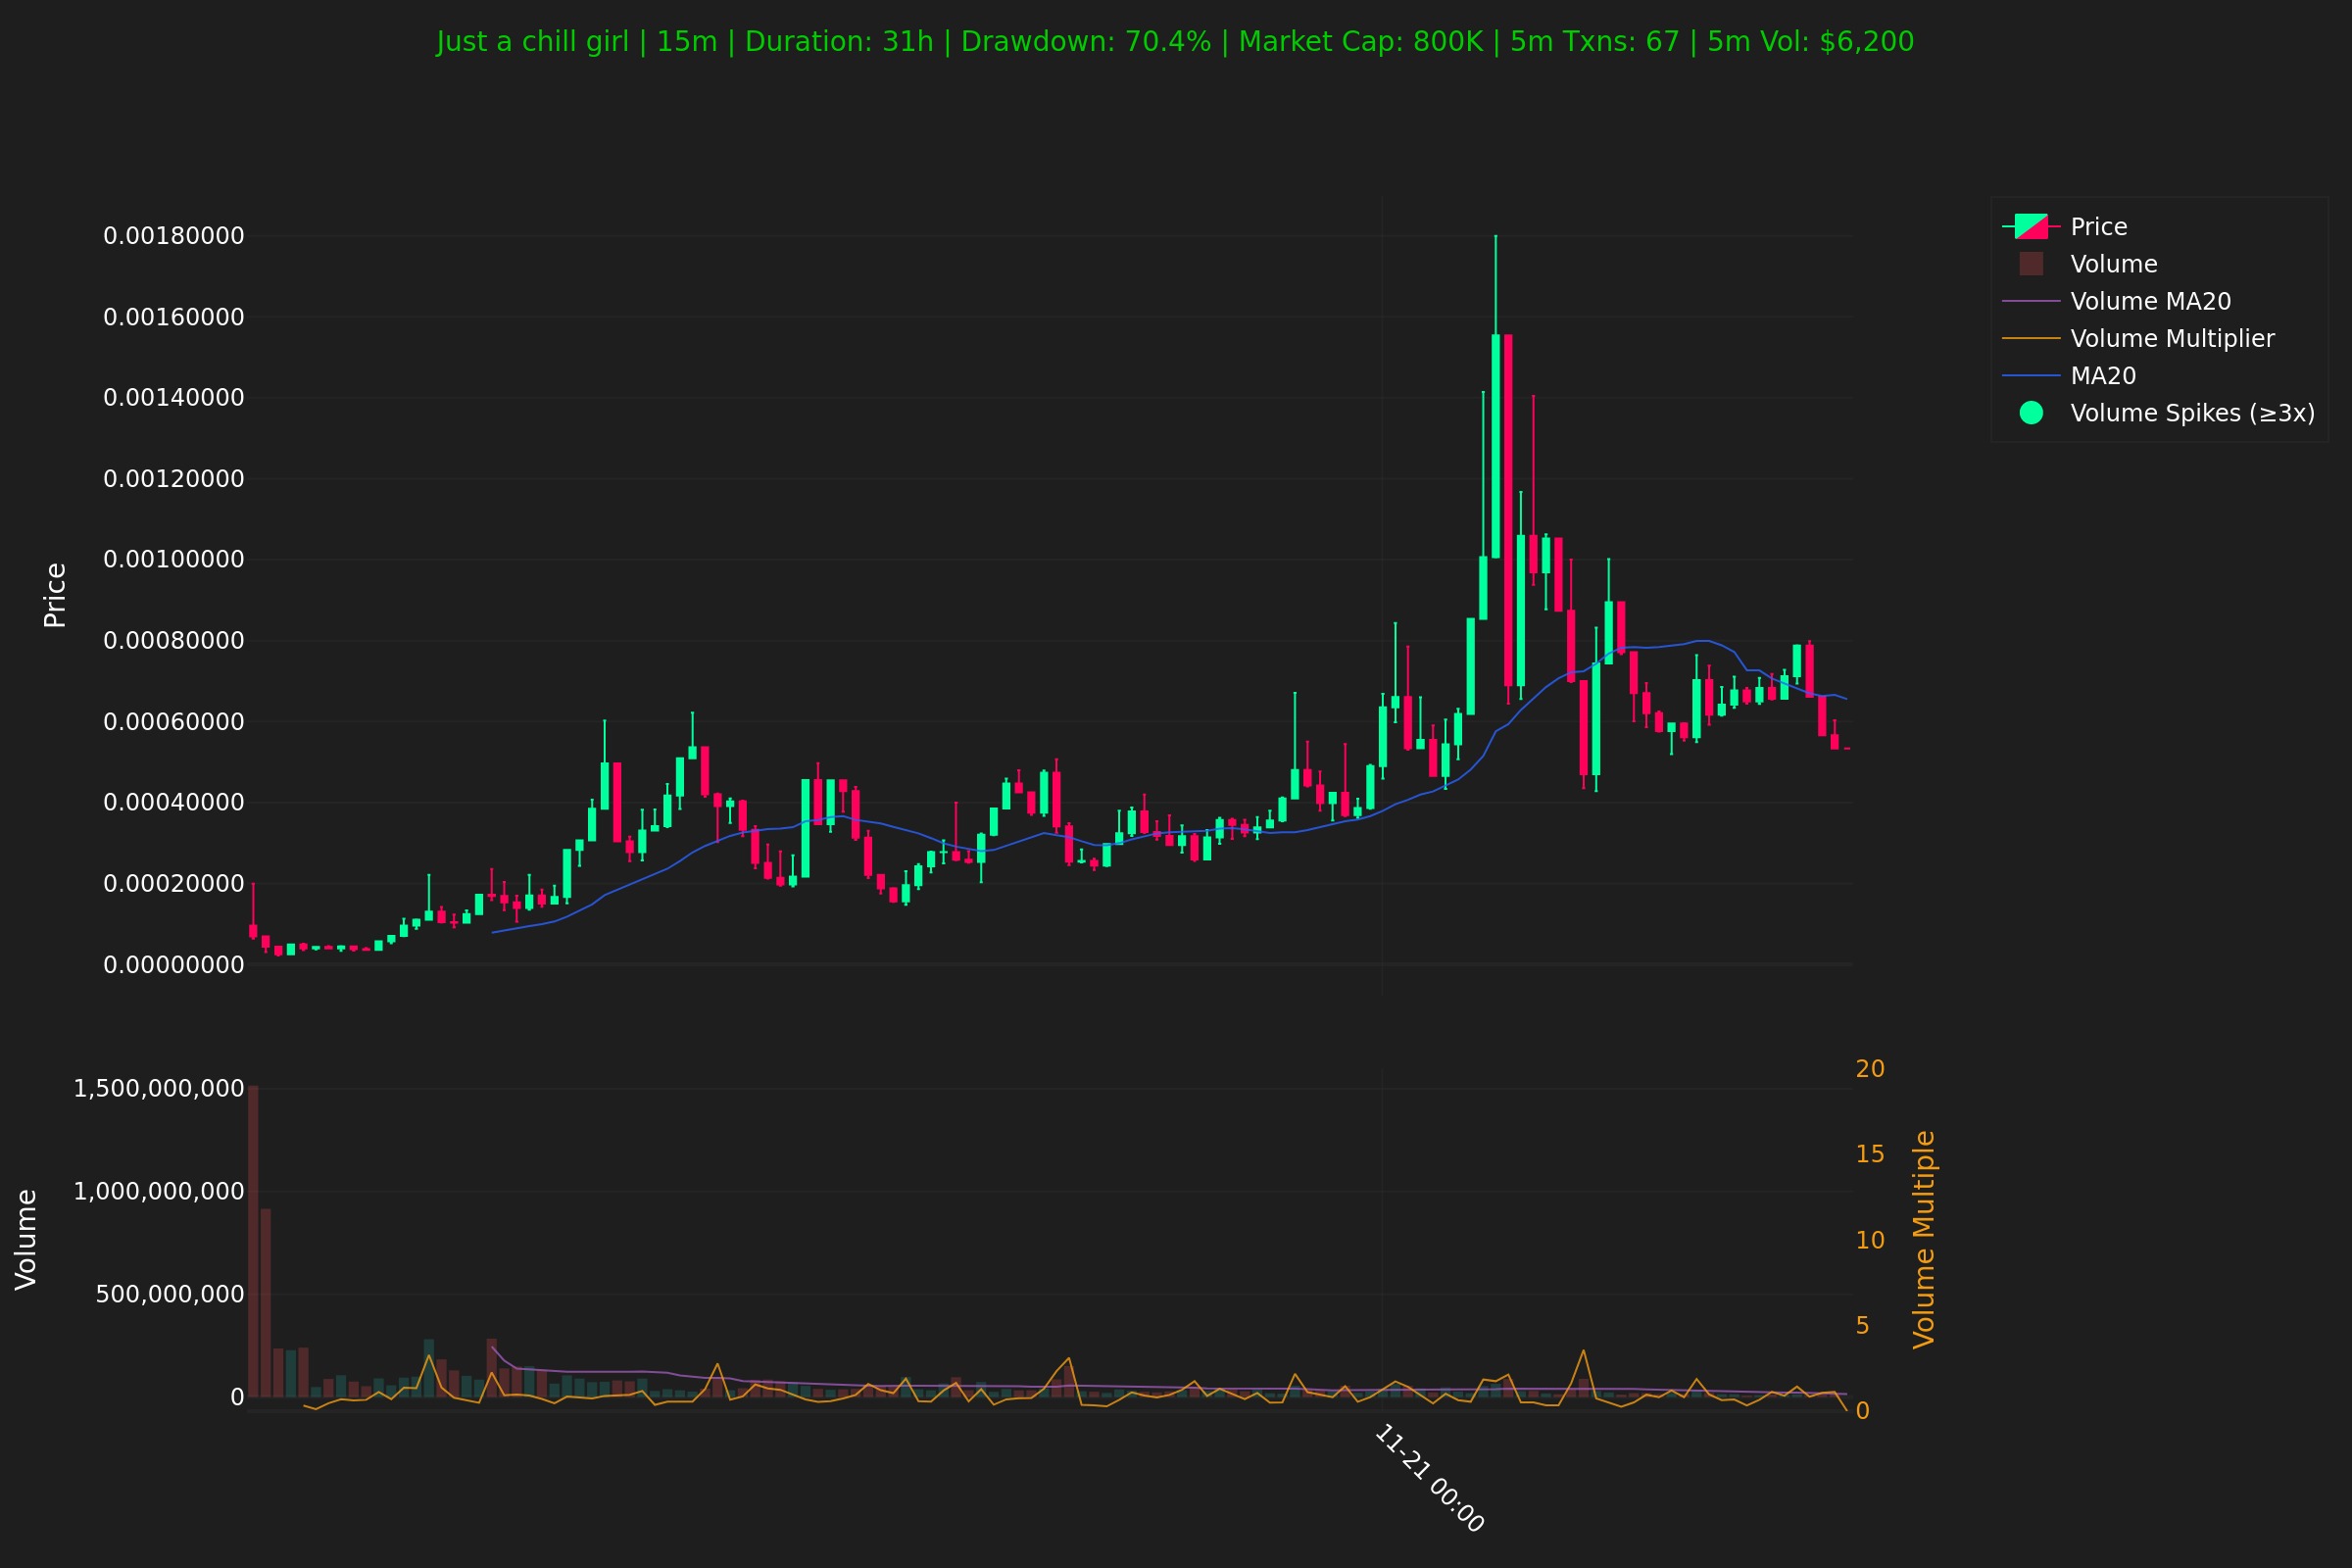 Just a chill girl | 15m | Duration: 31h | Drawdown: 70.4% | Market Cap: 800K | 5m Txns: 67 | 5m Vol: $6,200
Price
0.00180000
0.00160000
0.00140000
0.00120000
0.00100000
0.00080000
0.00060000
0.00040000
0.00020000
0.00000000
Price
Volume
Volume MA20
Volume Multiplier
MA20
Volume Spikes (≥3x)
Volume
1,500,000,000
1,000,000,000
500,000,000
0
20
15
10
5
0
Volume Multiple
11-21 00:00